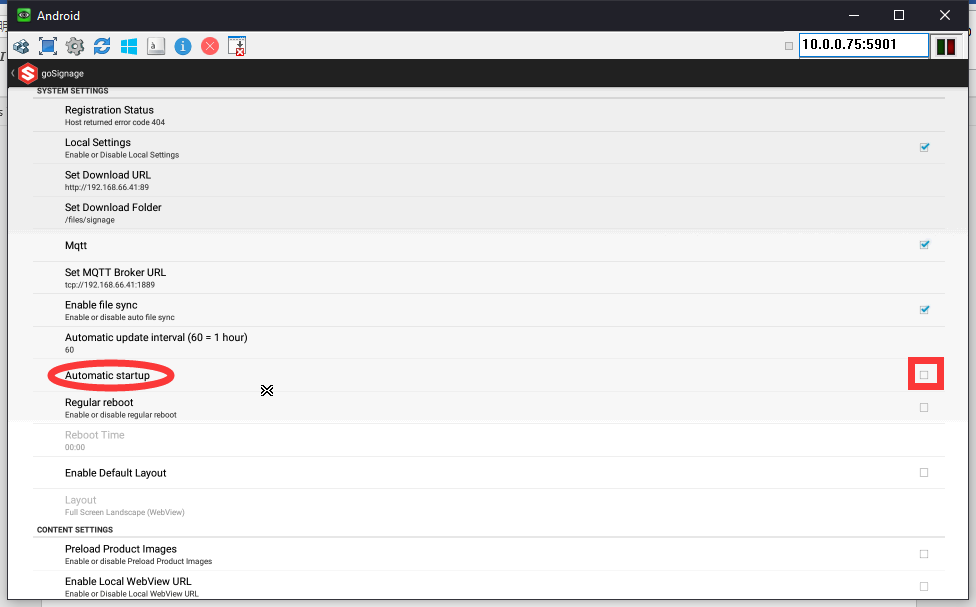 Android
10.0.0.75:5901
goSignage
SYSTEM SETTINGS
Registration Status
Host returned error code 404
Local Settings
Enable or Disable Local Settings
Set Download URL
http://192.168.66.41:89
Set Download Folder
/files/signage
Mqtt
Set MQTT Broker URL
tcp://192.168.66.41:1889
Enable file sync
Enable or disable auto file sync
Automatic update interval (60 = 1 hour)
60
Automatic startup
Regular reboot
Enable or disable regular reboot
Reboot Time
00:00
Enable Default Layout
Layout
Full Screen Landscape (WebView)
CONTENT SETTINGS
Preload Product Images
Enable or disable Preload Product Images
Enable Local WebView URL
Enable or Disable Local WebView URL